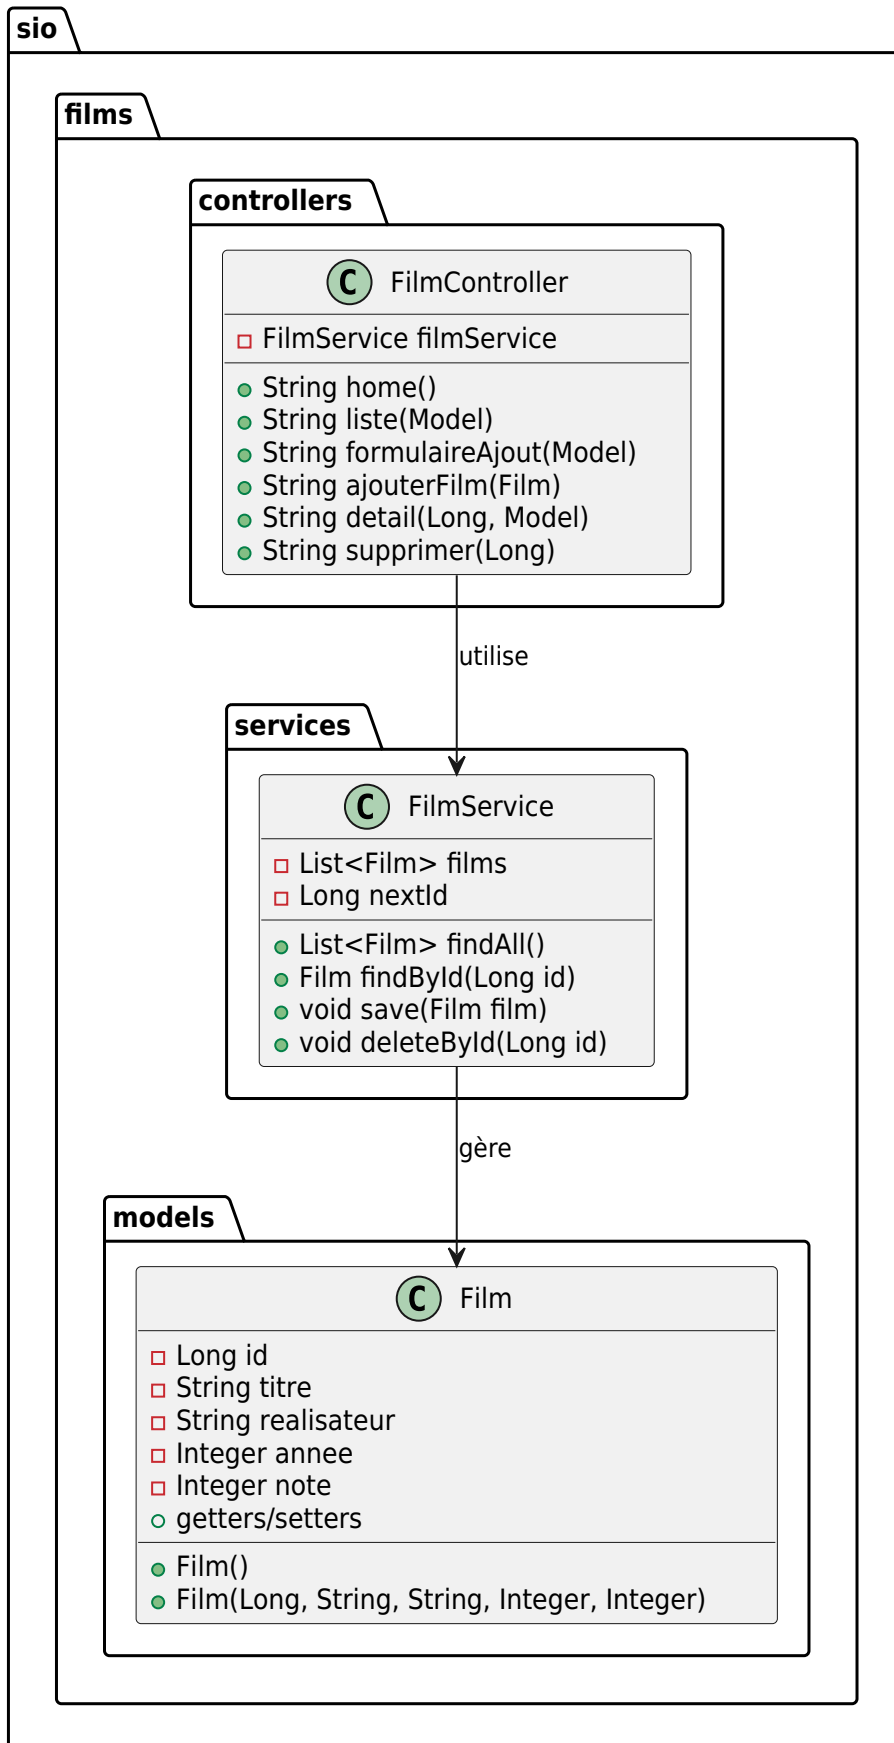 sio
films
controllers
C FilmController
FilmService filmService
String home()
String liste(Model)
String formulaireAjout(Model)
String ajouterFilm(Film)
String detail(Long, Model)
String supprimer(Long)
utilise
services
C FilmService
List<Film> films
Long nextId
List<Film> findAll()
Film findById(Long id)
void save(Film film)
void deleteById(Long id)
gère
models
C Film
Long id
String titre
String realisateur
Integer annee
Integer note
getters/setters
Film()
Film(Long, String, String, Integer, Integer)